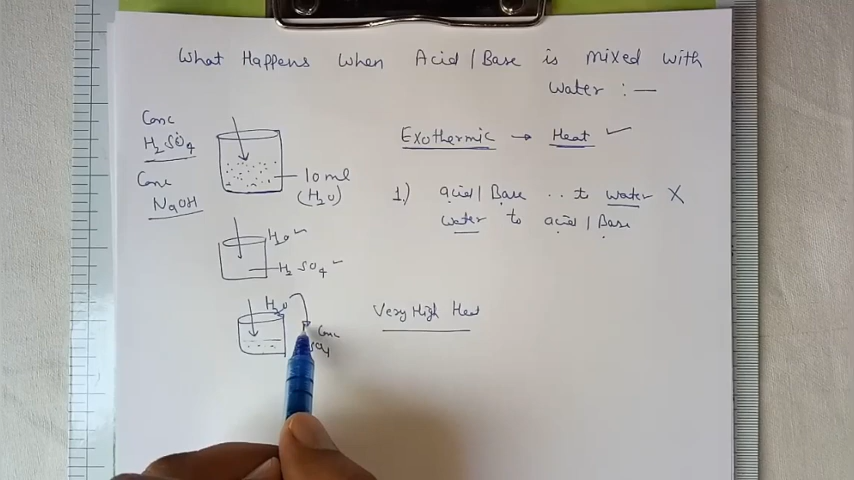 What Happens When Acid / Base is mixed with
water : —
Conc
H2SO4
Conc
NaOH
10 ml
(H2O)
H2O ✓
H2SO4 ✓
H2O
Conc
SO4
Exothermic → Heat ✓
1.) acid / Base .. to water X
water to acid / Base
Very High Heat